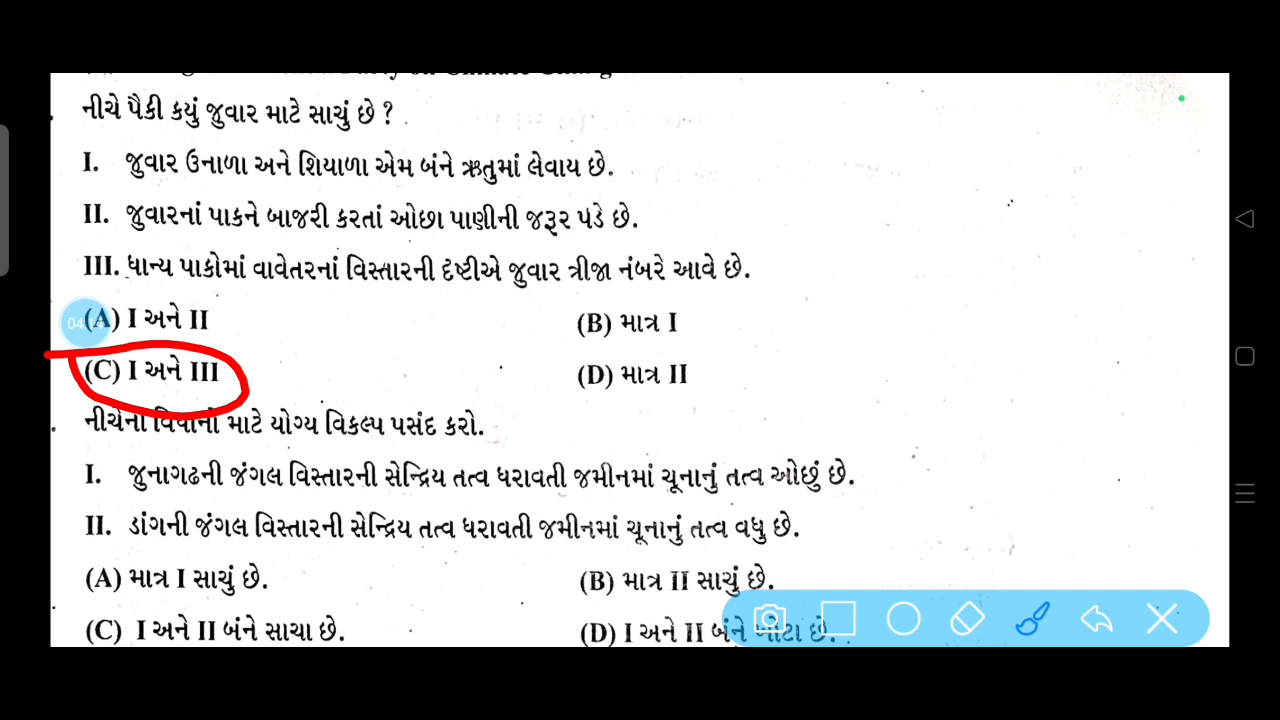 નીચે પૈકી કયું જુવાર માટે સાચું છે ?
I. જુવાર ઉનાળા અને શિયાળા એમ બંને ઋતુમાં લેવાય છે.
II. જુવારનાં પાકને બાજરી કરતાં ઓછા પાણીની જરૂર પડે છે.
III. ધાન્ય પાકોમાં વાવેતરનાં વિસ્તારની દૃષ્ટીએ જુવાર ત્રીજા નંબરે આવે છે.
(A) I અને II (B) માત્ર I
(C) I અને III (D) માત્ર II
નીચેના વિધાનો માટે યોગ્ય વિકલ્પ પસંદ કરો.
I. જુનાગઢની જંગલ વિસ્તારની સેન્દ્રિય તત્વ ધરાવતી જમીનમાં ચૂનાનું તત્વ ઓછું છે.
II. ડાંગની જંગલ વિસ્તારની સેન્દ્રિય તત્વ ધરાવતી જમીનમાં ચૂનાનું તત્વ વધુ છે.
(A) માત્ર I સાચું છે. (B) માત્ર II સાચું છે.
(C) I અને II બંને સાચા છે. (D) I અને II બંને ખોટા છે.